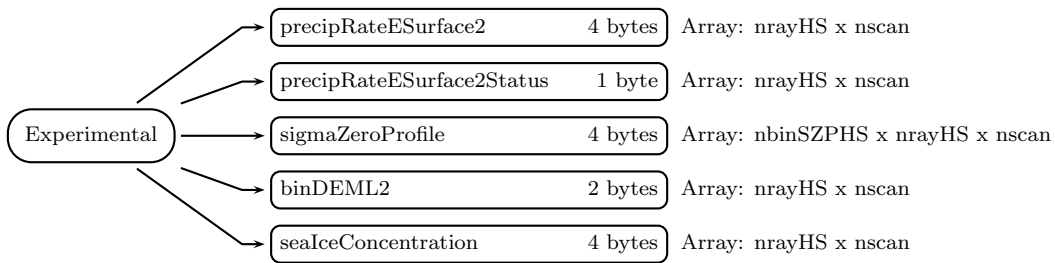 precipRateESurface2 4 bytes Array: nrayHS x nscan
precipRateESurface2Status 1 byte Array: nrayHS x nscan
Experimental
sigmaZeroProfile 4 bytes Array: nbinSZPHS x nrayHS x nscan
binDEML2 2 bytes Array: nrayHS x nscan
seaIceConcentration 4 bytes Array: nrayHS x nscan